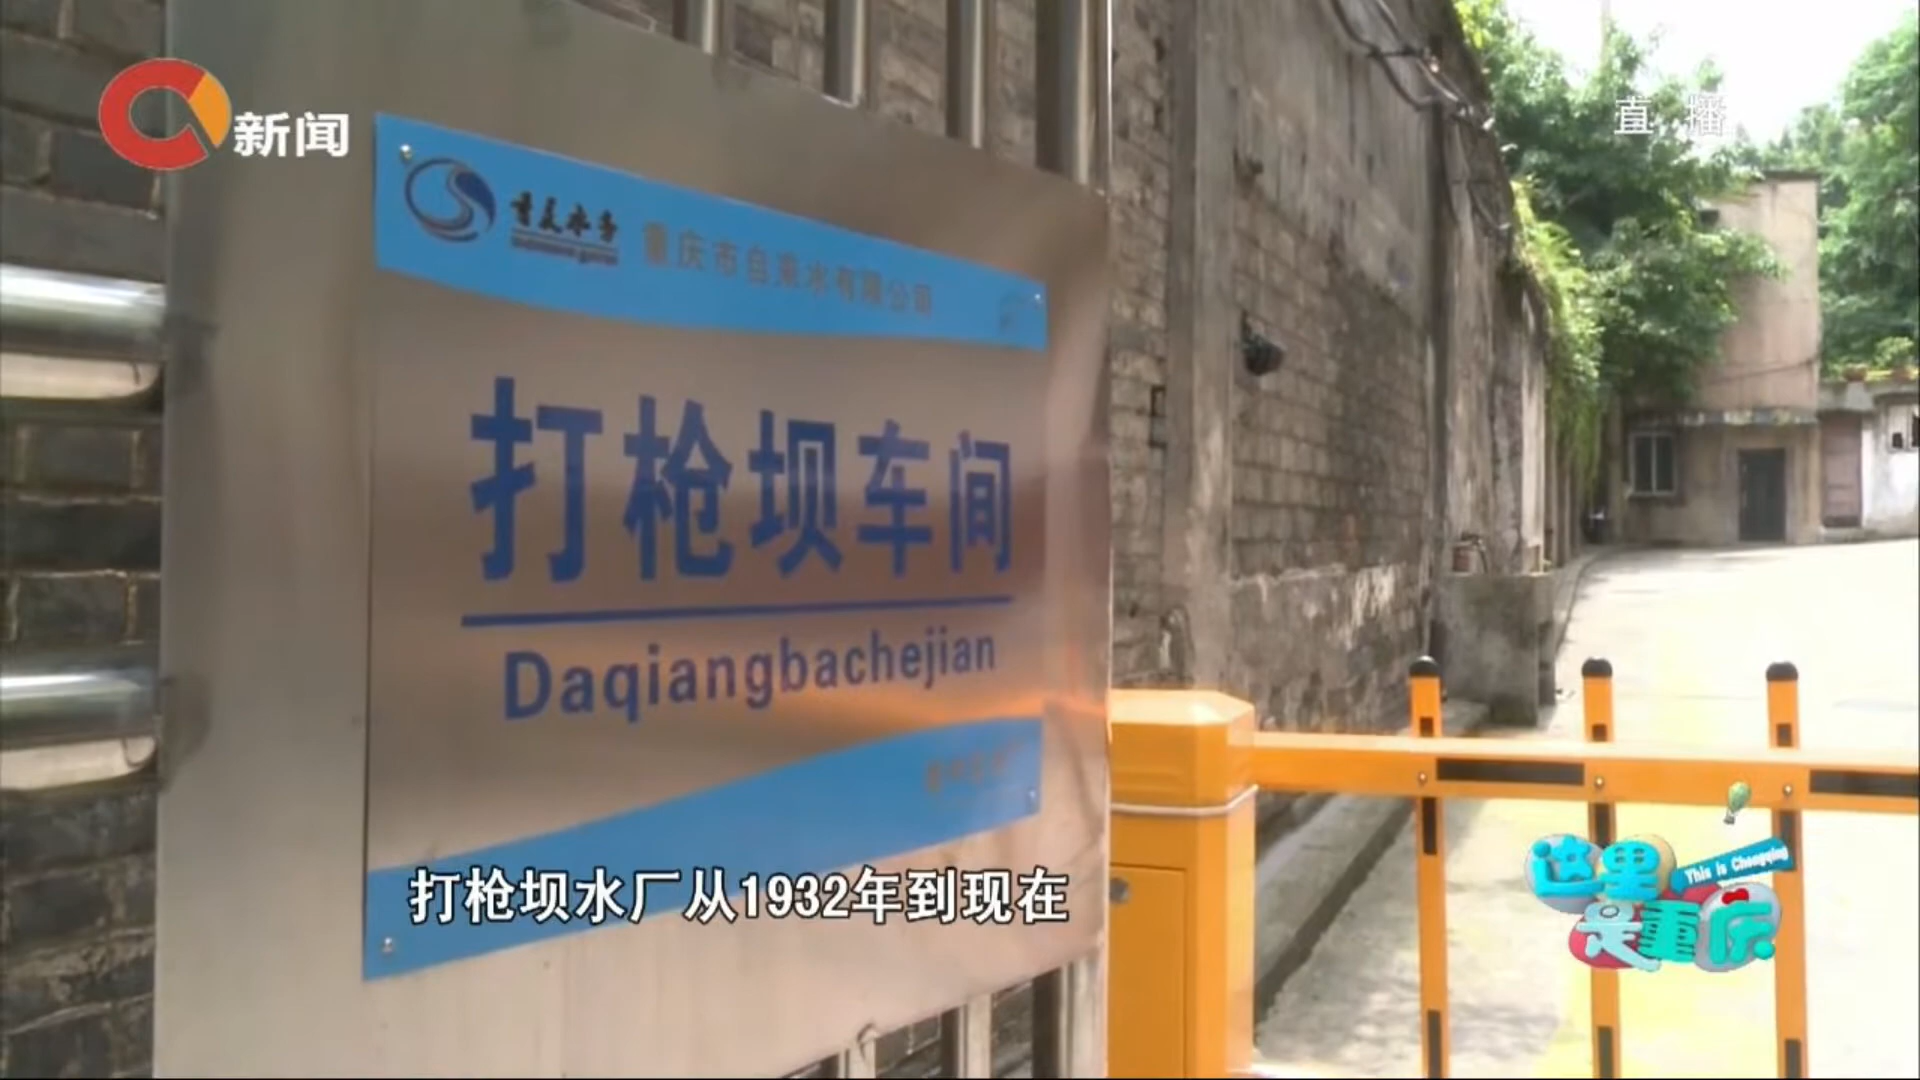 新闻
直播
重庆水务
重庆市自来水有限公司
打枪坝车间
Daqiangbachejian
打枪坝水厂从1932年到现在
这里
This is Chongqing
是重庆